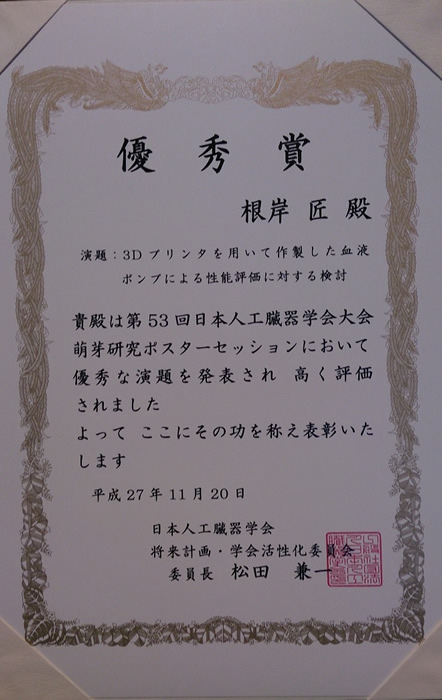 優秀賞
根岸 匠 殿
演題：3Dプリンタを用いて作製した血液
ポンプによる性能評価に対する検討
貴殿は第53回日本人工臓器学会大会
萌芽研究ポスターセッションにおいて
優秀な演題を発表され 高く評価
されました
よって ここにその功を称え表彰いた
します
平成27年11月20日
日本人工臓器学会
将来計画・学会活性化委員会
委員長 松田 兼一